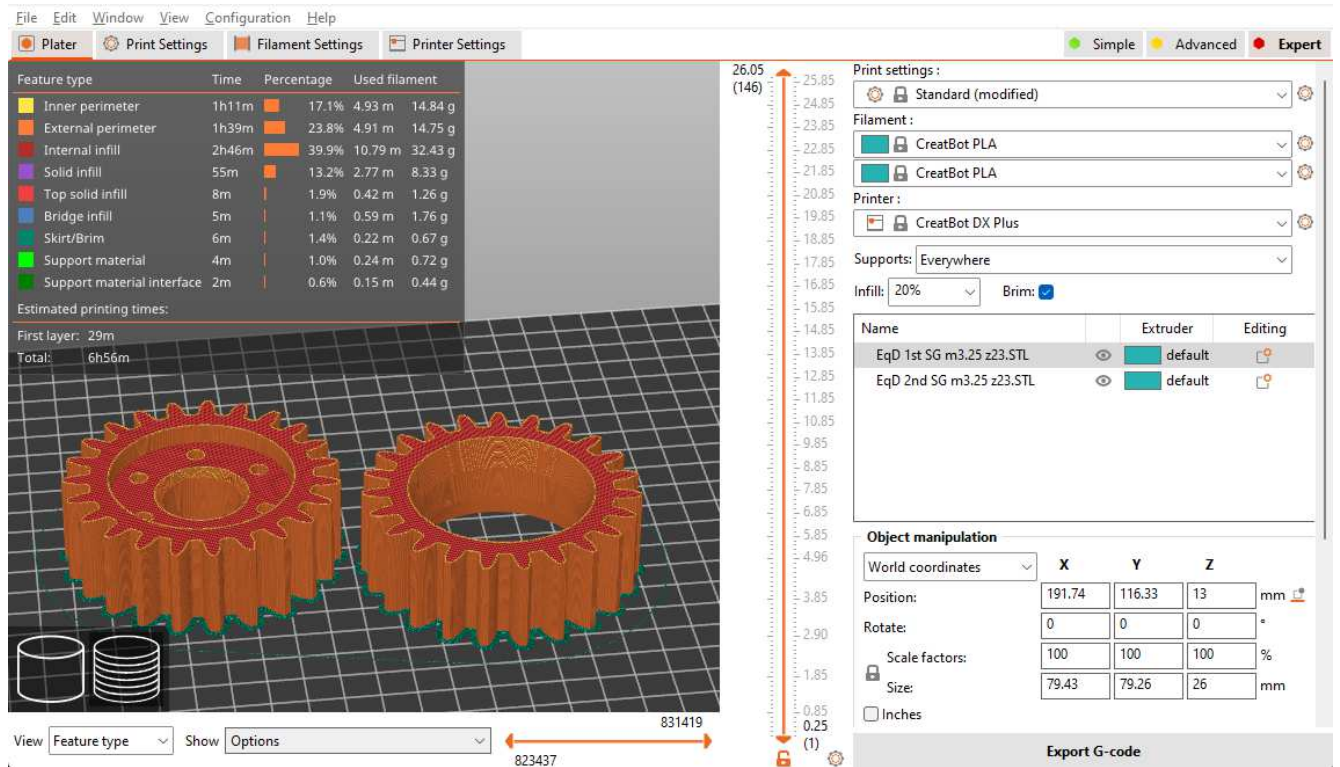 File Edit Window View Configuration Help
Plater Print Settings Filament Settings Printer Settings Simple Advanced Expert
Feature type Time Percentage Used filament
Inner perimeter 1h11m 17.1% 4.93 m 14.84 g
External perimeter 1h39m 23.8% 4.91 m 14.75 g
Internal infill 2h46m 39.9% 10.79 m 32.43 g
Solid infill 55m 13.2% 2.77 m 8.33 g
Top solid infill 8m 1.9% 0.42 m 1.26 g
Bridge infill 5m 1.1% 0.59 m 1.76 g
Skirt/Brim 6m 1.4% 0.22 m 0.67 g
Support material 4m 1.0% 0.24 m 0.72 g
Support material interface 2m 0.6% 0.15 m 0.44 g
Estimated printing times:
First layer: 29m
Total: 6h56m
26.05
(146)
25.85
24.85
23.85
22.85
21.85
20.85
19.85
18.85
17.85
16.85
15.85
14.85
13.85
12.85
11.85
10.85
9.85
8.85
7.85
6.85
5.85
4.96
3.85
2.90
1.85
0.85
0.25
(1)
Print settings :
Standard (modified)
Filament :
CreatBot PLA
CreatBot PLA
Printer :
CreatBot DX Plus
Supports: Everywhere
Infill: 20% Brim:
Name Extruder Editing
EqD 1st SG m3.25 z23.STL default
EqD 2nd SG m3.25 z23.STL default
Object manipulation
World coordinates X Y Z
Position: 191.74 116.33 13 mm
Rotate: 0 0 0 °
Scale factors: 100 100 100 %
Size: 79.43 79.26 26 mm
Inches
View Feature type Show Options
831419
823437
Export G-code